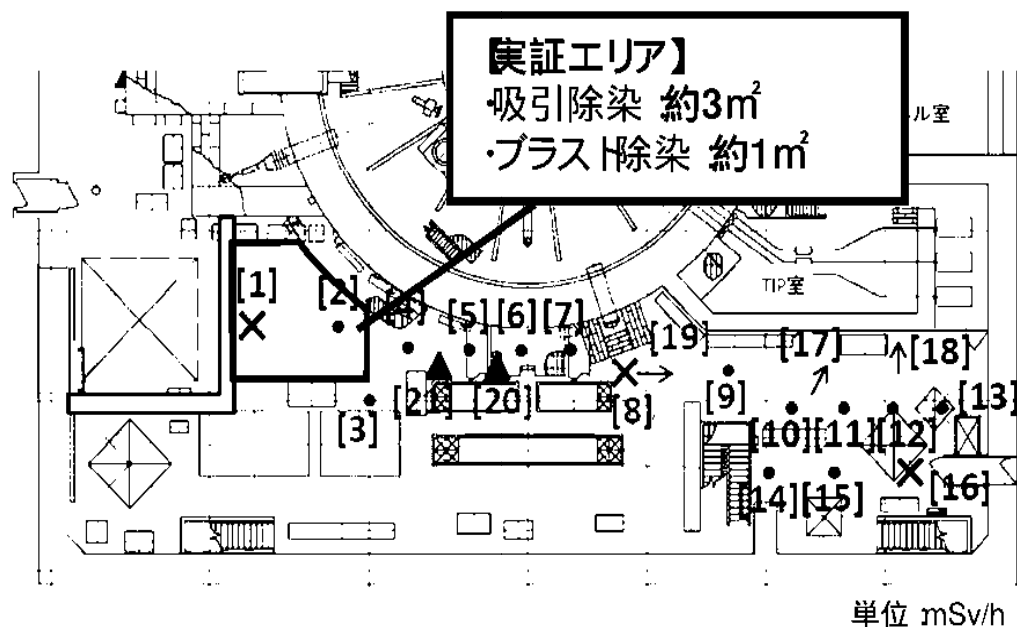 【実証エリア】
・吸引除染 約3㎡
・ブラスト除染 約1㎡
ル室
TIP室
[1]
[2]
[4]
[5] [6] [7]
[19]
[17]
[18]
[21] [20]
[8]
[9]
[13]
[3]
[10] [11] [12]
[14] [15]
[16]
単位 mSv/h